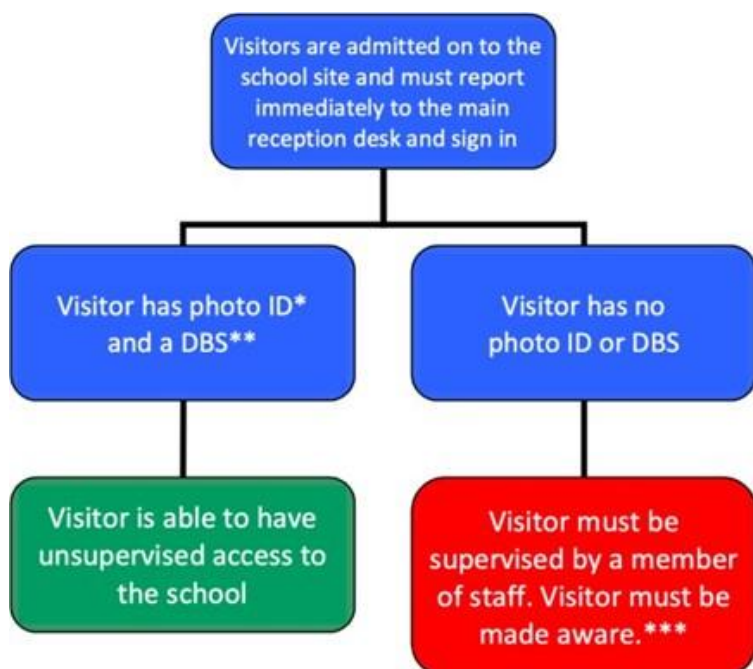 Visitors are admitted on to the
school site and must report
immediately to the main
reception desk and sign in
Visitor has photo ID*
and a DBS**
Visitor has no
photo ID or DBS
Visitor is able to have
unsupervised access to
the school
Visitor must be
supervised by a member
of staff. Visitor must be
made aware.***